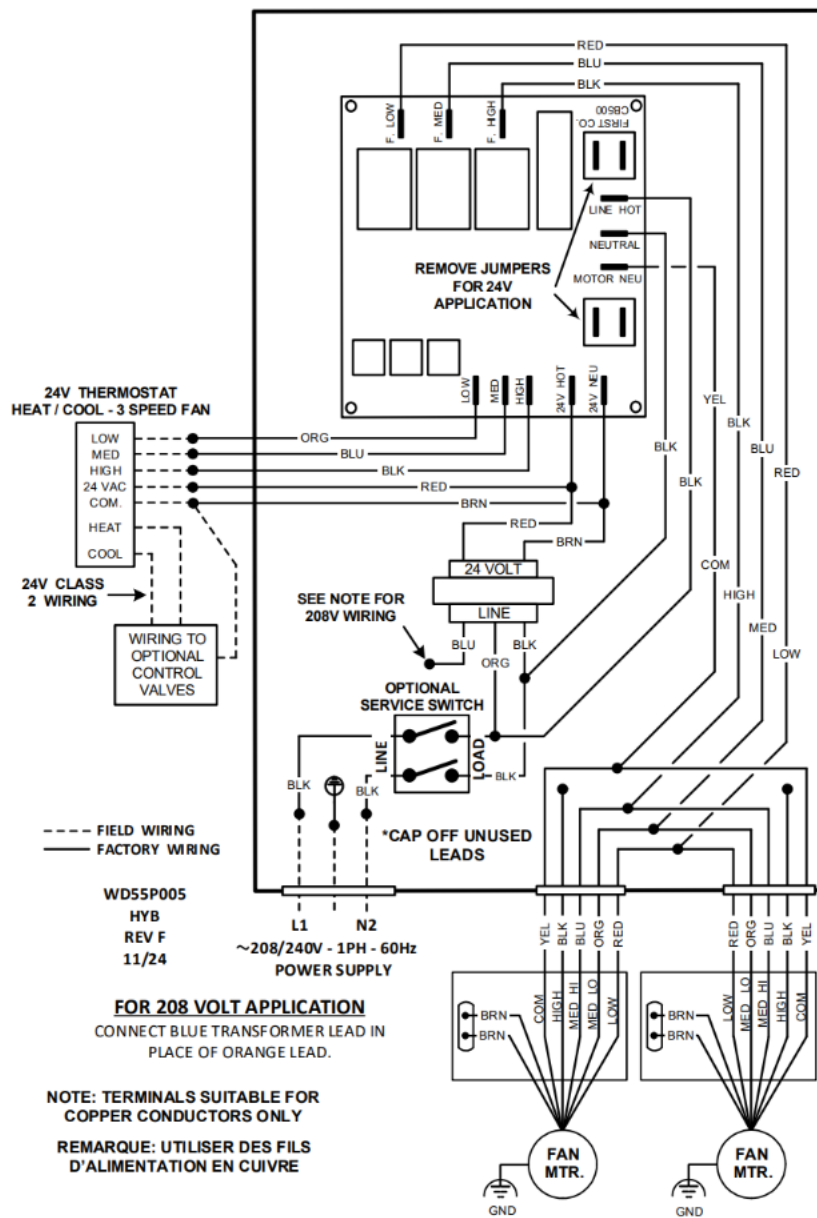 RED
BLU
BLK
F. LOW
F. MED
F. HIGH
FIRST CO.
CB500
LINE HOT
NEUTRAL
MOTOR NEU
REMOVE JUMPERS
FOR 24V
APPLICATION
LOW
MED
HIGH
24V HOT
24V NEU
24V THERMOSTAT
HEAT / COOL - 3 SPEED FAN
LOW
MED
HIGH
24 VAC
COM.
HEAT
COOL
ORG
BLU
BLK
RED
BRN
YEL
BLK
BLU
RED
BLK
BLK
RED
BRN
24 VOLT
LINE
24V CLASS
2 WIRING
WIRING TO
OPTIONAL
CONTROL
VALVES
SEE NOTE FOR
208V WIRING
BLU
ORG
BLK
COM
HIGH
MED
LOW
OPTIONAL
SERVICE SWITCH
LINE
LOAD
BLK
BLK
BLK
FIELD WIRING
FACTORY WIRING
*CAP OFF UNUSED
LEADS
WD55P005
HYB
REV F
11/24
L1
N2
~208/240V - 1PH - 60Hz
POWER SUPPLY
FOR 208 VOLT APPLICATION
CONNECT BLUE TRANSFORMER LEAD IN
PLACE OF ORANGE LEAD.
NOTE: TERMINALS SUITABLE FOR
COPPER CONDUCTORS ONLY
REMARQUE: UTILISER DES FILS
D'ALIMENTATION EN CUIVRE
YEL
BLK
BLU
ORG
RED
RED
ORG
BLU
BLK
YEL
COM
HIGH
MED HI
MED LO
LOW
BRN
BRN
LOW
MED LO
MED HI
HIGH
COM
BRN
BRN
FAN
MTR.
GND
FAN
MTR.
GND